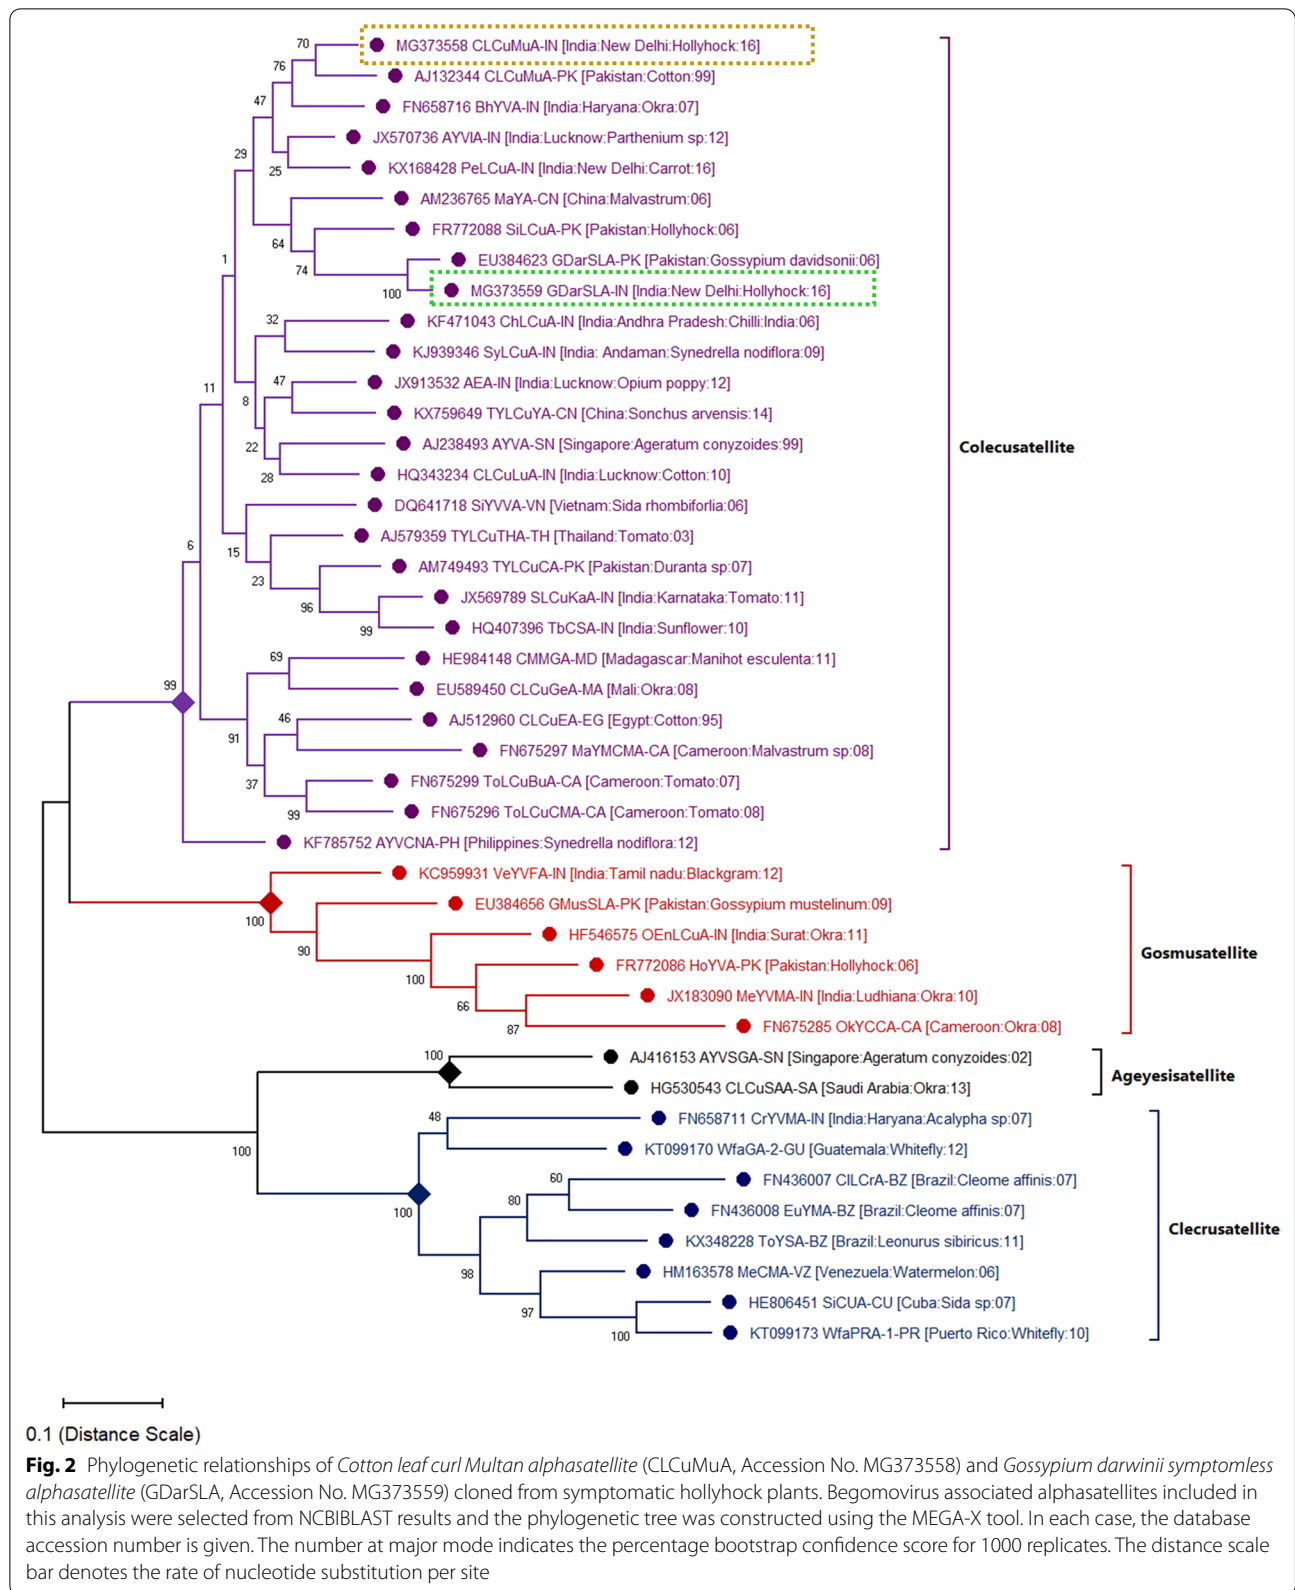 70
MG373558 CLCuMuA-IN [India:New Delhi:Hollyhock:16]
76
AJ132344 CLCuMuA-PK [Pakistan:Cotton:99]
47
FN658716 BhYVA-IN [India:Haryana:Okra:07]
JX570736 AYVIA-IN [India:Lucknow:Parthenium sp:12]
29
25
KX168428 PeLCuA-IN [India:New Delhi:Carrot:16]
AM236765 MaYA-CN [China:Malvastrum:06]
64
FR772088 SiLCuA-PK [Pakistan:Hollyhock:06]
1
74
EU384623 GDarSLA-PK [Pakistan:Gossypium davidsonii:06]
100
MG373559 GDarSLA-IN [India:New Delhi:Hollyhock:16]
32
KF471043 ChLCuA-IN [India:Andhra Pradesh:Chilli:India:06]
KJ939346 SyLCuA-IN [India: Andaman:Synedrella nodiflora:09]
11
8
47
JX913532 AEA-IN [India:Lucknow:Opium poppy:12]
KX759649 TYLCuYA-CN [China:Sonchus arvensis:14]
22
AJ238493 AYVA-SN [Singapore:Ageratum conyzoides:99]
Colecusatellite
28
HQ343234 CLCuLuA-IN [India:Lucknow:Cotton:10]
DQ641718 SiYVVA-VN [Vietnam:Sida rhombiforlia:06]
6
15
AJ579359 TYLCuTHA-TH [Thailand:Tomato:03]
23
AM749493 TYLCuCA-PK [Pakistan:Duranta sp:07]
96
JX569789 SLCuKaA-IN [India:Karnataka:Tomato:11]
99
HQ407396 TbCSA-IN [India:Sunflower:10]
69
HE984148 CMMGA-MD [Madagascar:Manihot esculenta:11]
99
EU589450 CLCuGeA-MA [Mali:Okra:08]
46
AJ512960 CLCuEA-EG [Egypt:Cotton:95]
91
FN675297 MaYMCMA-CA [Cameroon:Malvastrum sp:08]
37
FN675299 ToLCuBuA-CA [Cameroon:Tomato:07]
99
FN675296 ToLCuCMA-CA [Cameroon:Tomato:08]
KF785752 AYVCNA-PH [Philippines:Synedrella nodiflora:12]
KC959931 VeYVFA-IN [India:Tamil nadu:Blackgram:12]
100
EU384656 GMusSLA-PK [Pakistan:Gossypium mustelinum:09]
90
HF546575 OEnLCuA-IN [India:Surat:Okra:11]
Gosmusatellite
100
FR772086 HoYVA-PK [Pakistan:Hollyhock:06]
66
JX183090 MeYVMA-IN [India:Ludhiana:Okra:10]
87
FN675285 OkYCCA-CA [Cameroon:Okra:08]
100
AJ416153 AYVSGA-SN [Singapore:Ageratum conyzoides:02]
Ageyesisatellite
HG530543 CLCuSAA-SA [Saudi Arabia:Okra:13]
48
FN658711 CrYVMA-IN [India:Haryana:Acalypha sp:07]
100
KT099170 WfaGA-2-GU [Guatemala:Whitefly:12]
60
FN436007 ClLCrA-BZ [Brazil:Cleome affinis:07]
80
100
FN436008 EuYMA-BZ [Brazil:Cleome affinis:07]
Clecrusatellite
KX348228 ToYSA-BZ [Brazil:Leonurus sibiricus:11]
98
HM163578 MeCMA-VZ [Venezuela:Watermelon:06]
97
HE806451 SiCUA-CU [Cuba:Sida sp:07]
100
KT099173 WfaPRA-1-PR [Puerto Rico:Whitefly:10]
0.1 (Distance Scale)
Fig. 2 Phylogenetic relationships of Cotton leaf curl Multan alphasatellite (CLCuMuA, Accession No. MG373558) and Gossypium darwinii symptomless
alphasatellite (GDarSLA, Accession No. MG373559) cloned from symptomatic hollyhock plants. Begomovirus associated alphasatellites included in
this analysis were selected from NCBIBLAST results and the phylogenetic tree was constructed using the MEGA-X tool. In each case, the database
accession number is given. The number at major mode indicates the percentage bootstrap confidence score for 1000 replicates. The distance scale
bar denotes the rate of nucleotide substitution per site